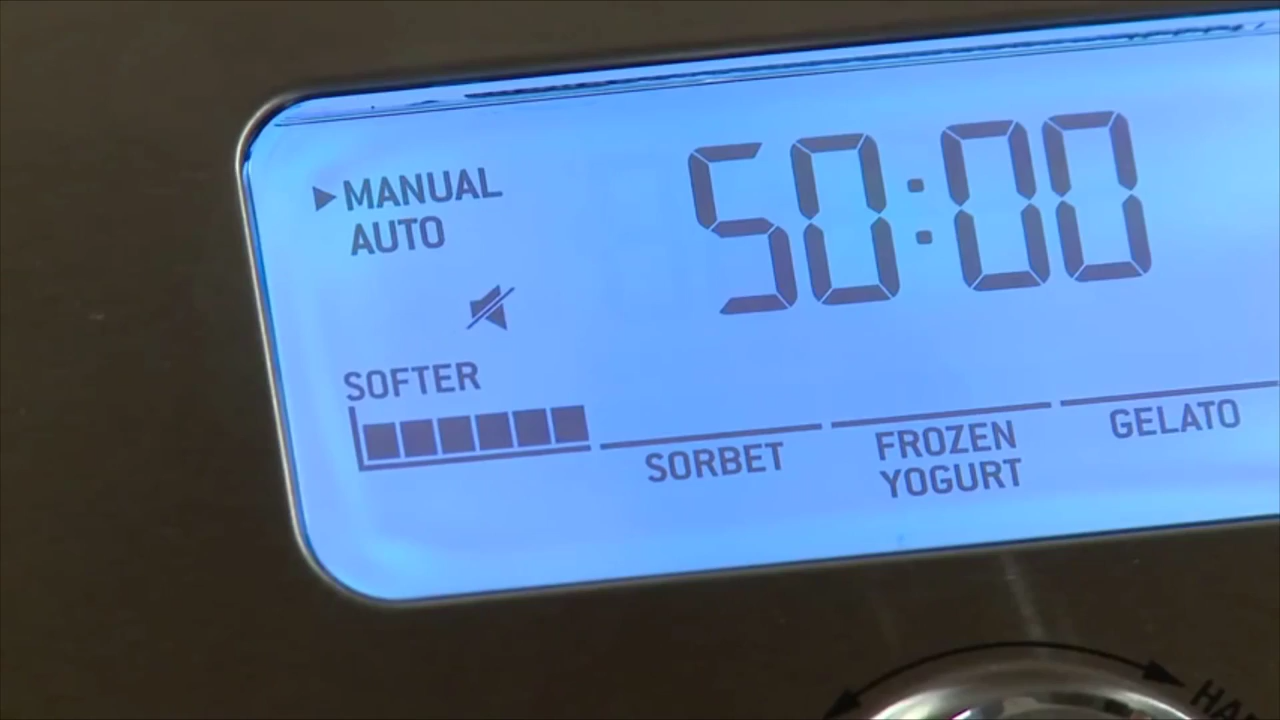 MANUAL
AUTO
50:00
SOFTER
SORBET
FROZEN
YOGURT
GELATO